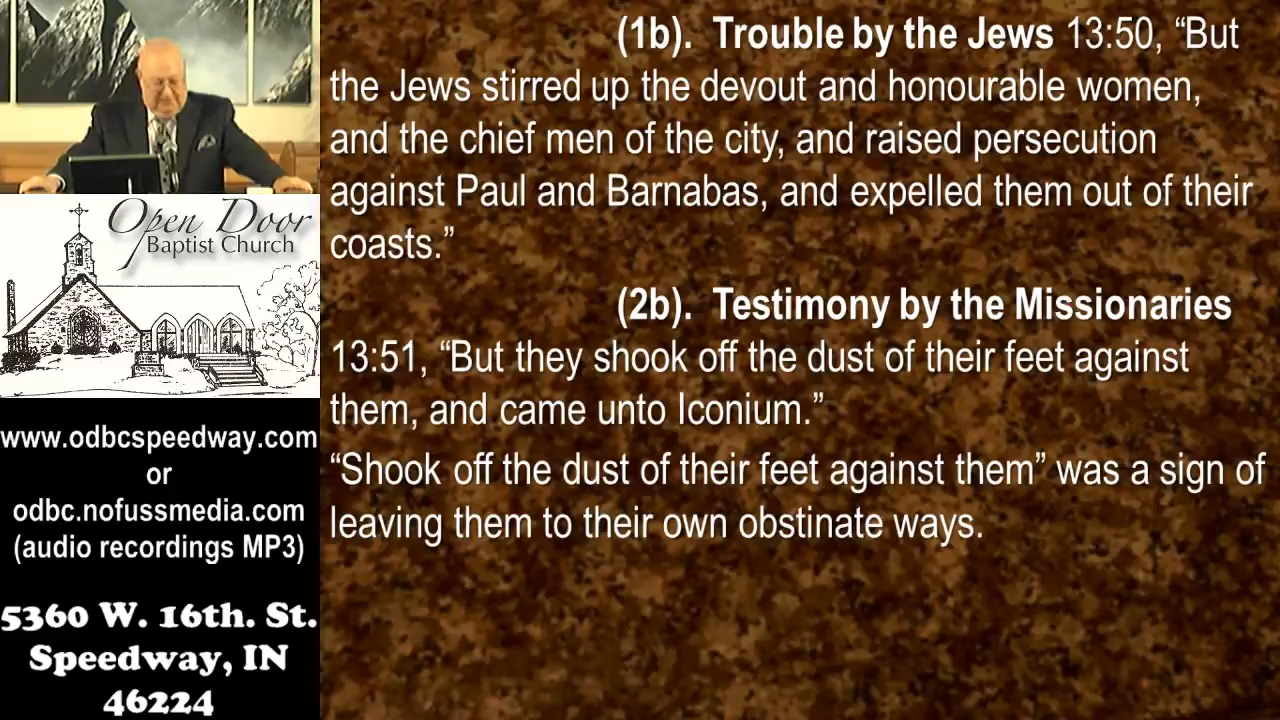 (1b). Trouble by the Jews 13:50, “But
the Jews stirred up the devout and honourable women,
and the chief men of the city, and raised persecution
against Paul and Barnabas, and expelled them out of their
coasts.”
(2b). Testimony by the Missionaries
13:51, “But they shook off the dust of their feet against
them, and came unto Iconium.”
“Shook off the dust of their feet against them” was a sign of
leaving them to their own obstinate ways.
Open Door
Baptist Church
www.odbcspeedway.com
or
odbc.nofussmedia.com
(audio recordings MP3)
5360 W. 16th. St.
Speedway, IN
46224